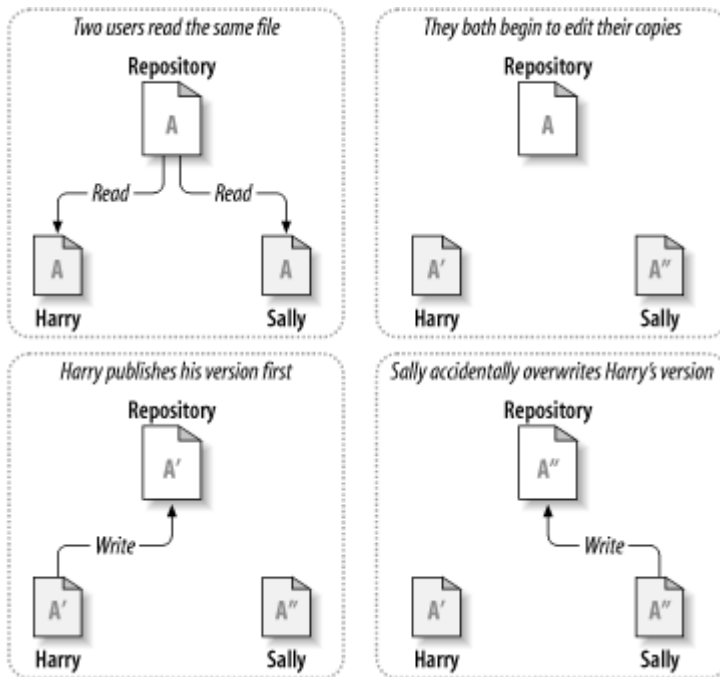 Two users read the same file
Repository
A
Read
Read
A
A
Harry
Sally
They both begin to edit their copies
Repository
A
A′
A″
Harry
Sally
Harry publishes his version first
Repository
A′
Write
A′
A″
Harry
Sally
Sally accidentally overwrites Harry's version
Repository
A″
Write
A′
A″
Harry
Sally